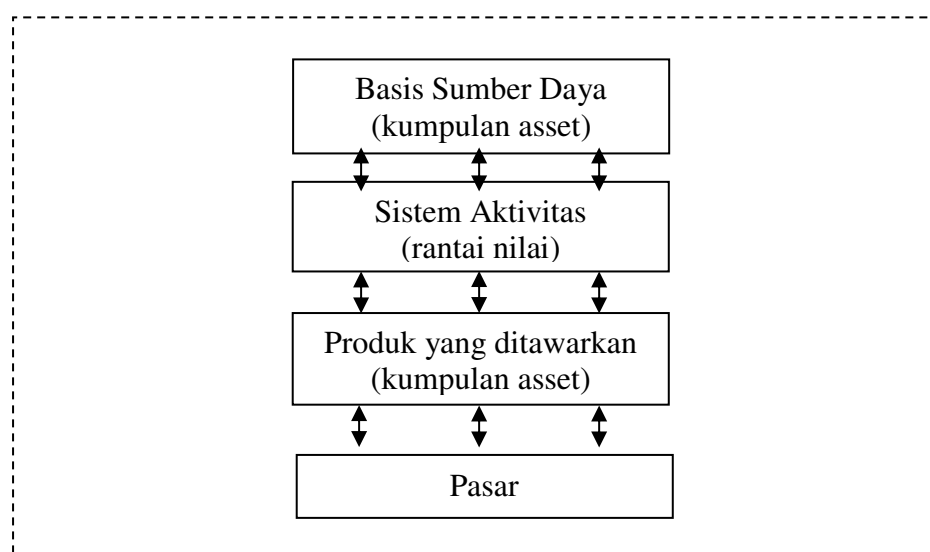 Basis Sumber Daya
(kumpulan asset)
Sistem Aktivitas
(rantai nilai)
Produk yang ditawarkan
(kumpulan asset)
Pasar